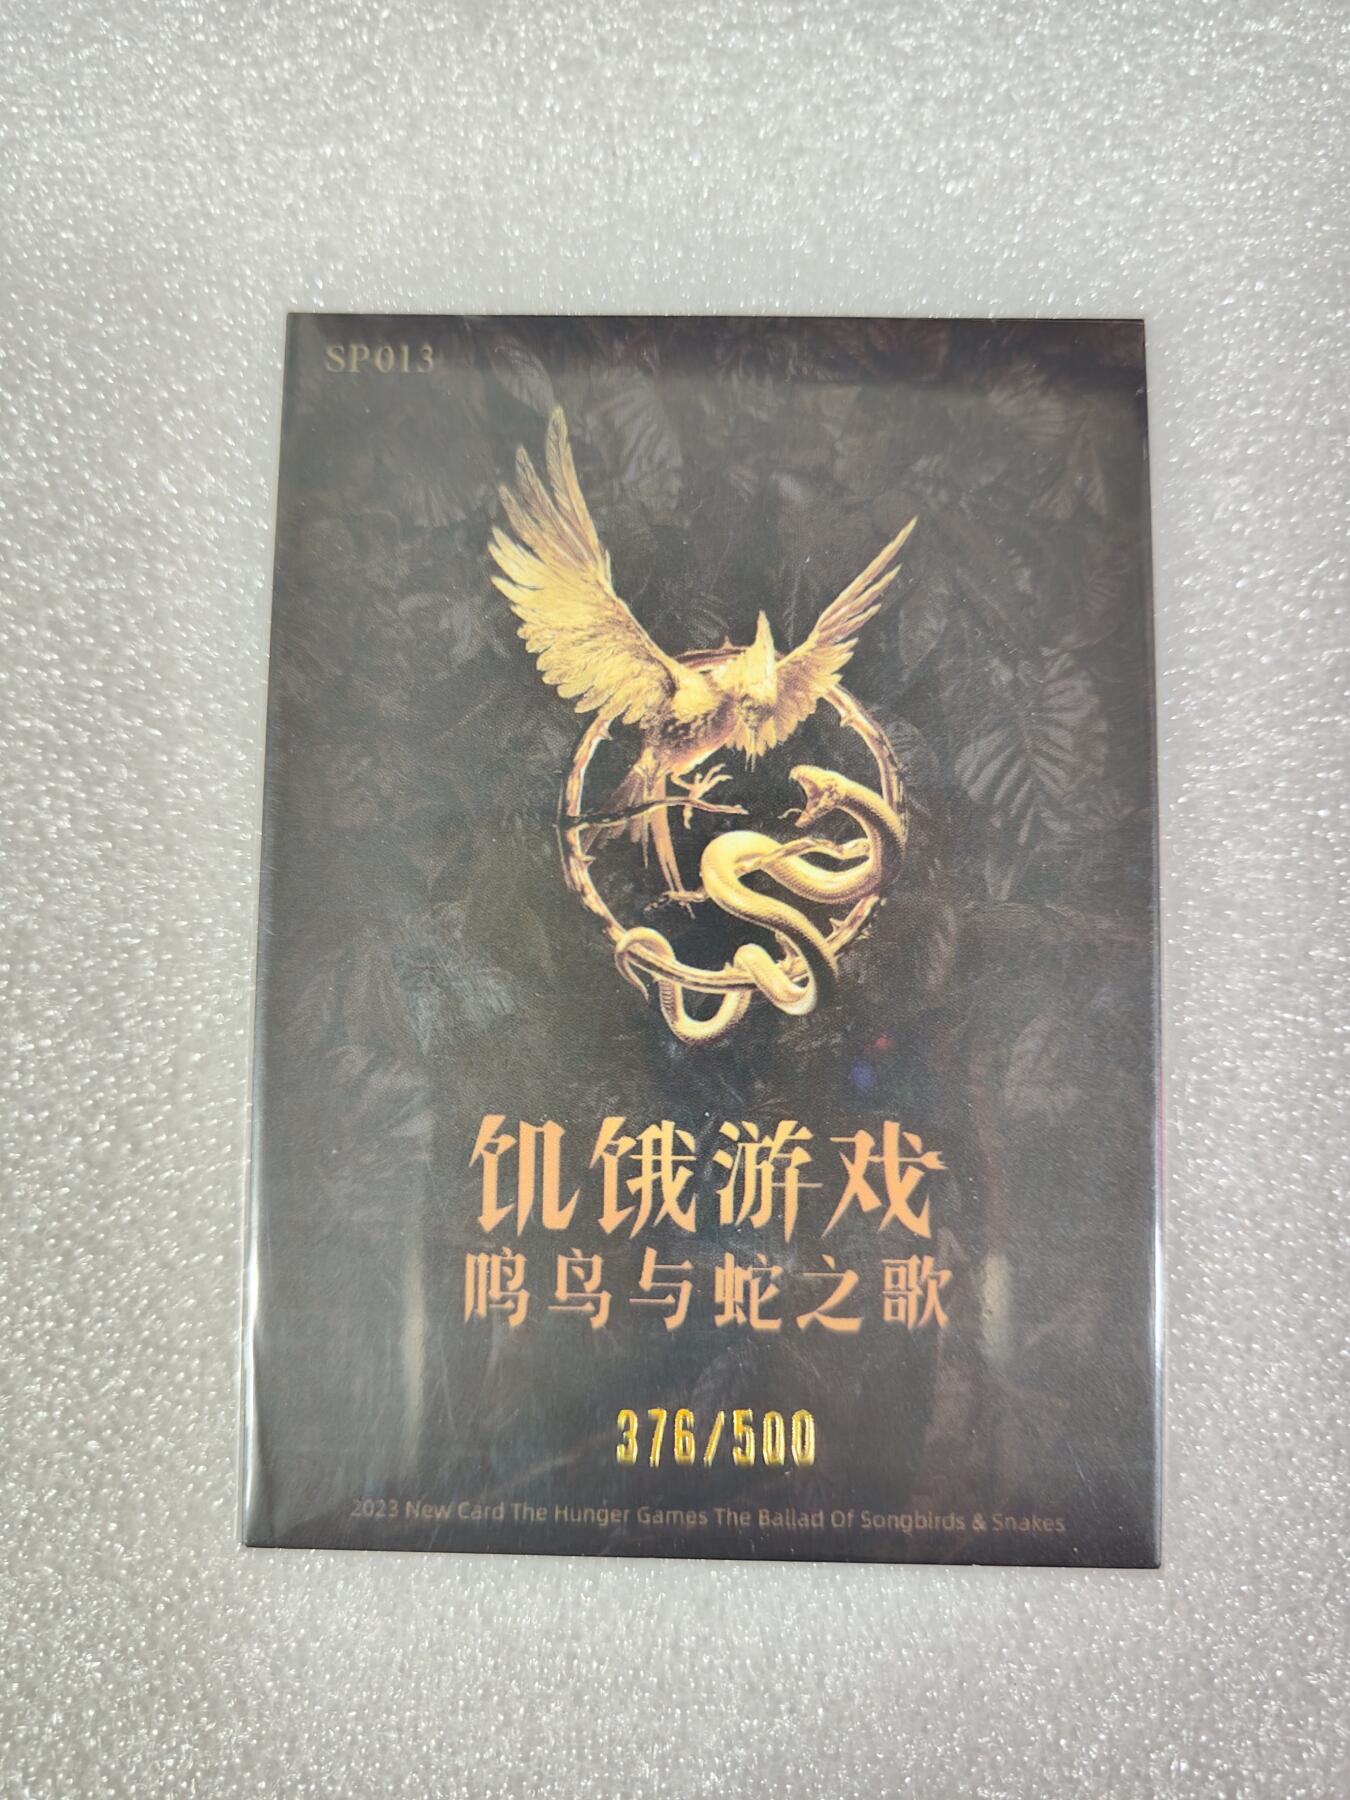 SP013
饥饿游戏
鸣鸟与蛇之歌
376/500
2023 New Card The Hunger Games The Ballad Of Songbirds & Snakes